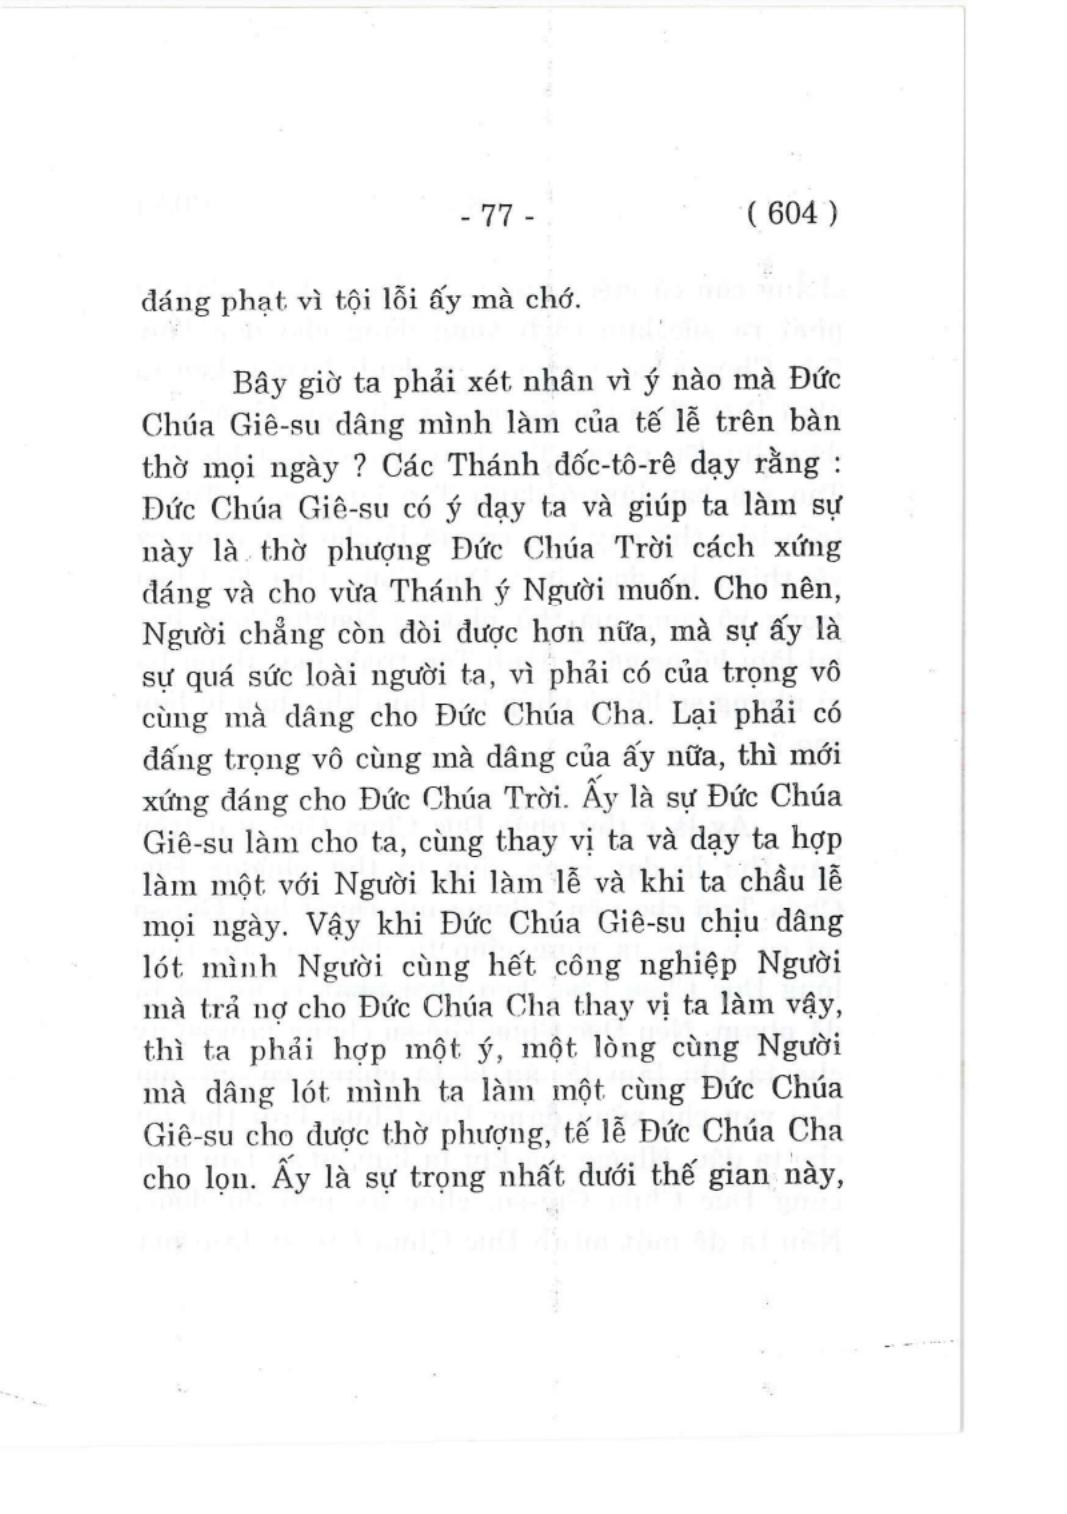 - 77 -
( 604 )
đáng phạt vì tội lỗi ấy mà chớ.
Bây giờ ta phải xét nhân vì ý nào mà Đức
Chúa Giê-su dâng mình làm của tế lễ trên bàn
thờ mọi ngày ? Các Thánh đốc-tô-rê dạy rằng :
Đức Chúa Giê-su có ý dạy ta và giúp ta làm sự
này là thờ phượng Đức Chúa Trời cách xứng
đáng và cho vừa Thánh ý Người muốn. Cho nên,
Người chẳng còn đòi được hơn nữa, mà sự ấy là
sự quá sức loài người ta, vì phải có của trọng vô
cùng mà dâng cho Đức Chúa Cha. Lại phải có
đấng trọng vô cùng mà dâng của ấy nữa, thì mới
xứng đáng cho Đức Chúa Trời. Ấy là sự Đức Chúa
Giê-su làm cho ta, cùng thay vị ta và dạy ta hợp
làm một với Người khi làm lễ và khi ta chầu lễ
mọi ngày. Vậy khi Đức Chúa Giê-su chịu dâng
lót mình Người cùng hết công nghiệp Người
mà trả nợ cho Đức Chúa Cha thay vị ta làm vậy,
thì ta phải hợp một ý, một lòng cùng Người
mà dâng lót mình ta làm một cùng Đức Chúa
Giê-su cho được thờ phượng, tế lễ Đức Chúa Cha
cho lọn. Ấy là sự trọng nhất dưới thế gian này,